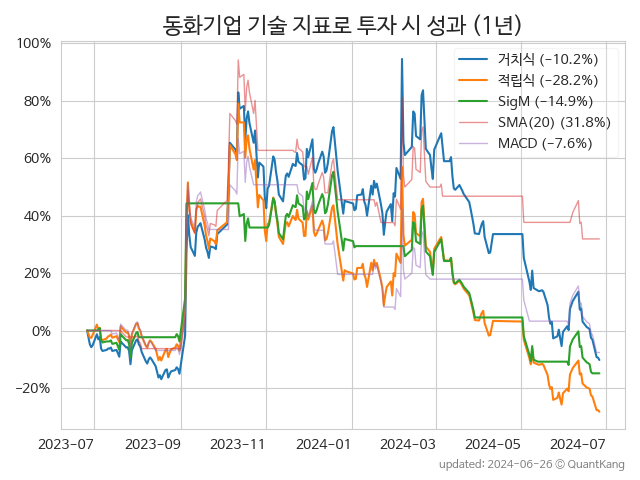 동화기업 기술 지표로 투자 시 성과 (1년)
100%
80%
60%
40%
20%
0%
−20%
거치식 (−10.2%)
적립식 (−28.2%)
SigM (−14.9%)
SMA(20) (31.8%)
MACD (−7.6%)
2023-07
2023-09
2023-11
2024-01
2024-03
2024-05
2024-07
updated: 2024-06-26 © QuantKang